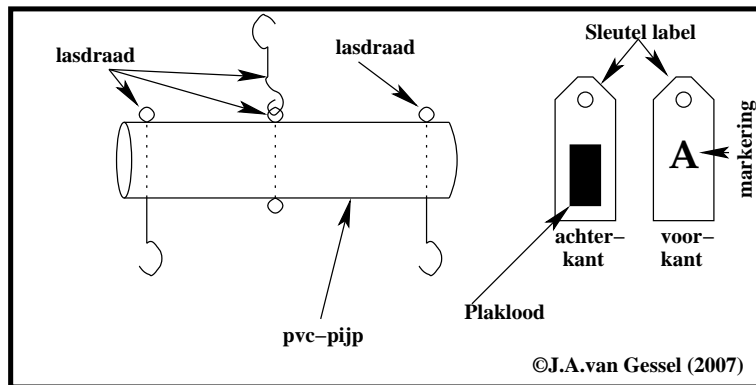 lasdraad
lasdraad
Sleutel label
A
markering
achter–
kant
voor–
kant
Plaklood
pvc–pijp
©J.A.van Gessel (2007)